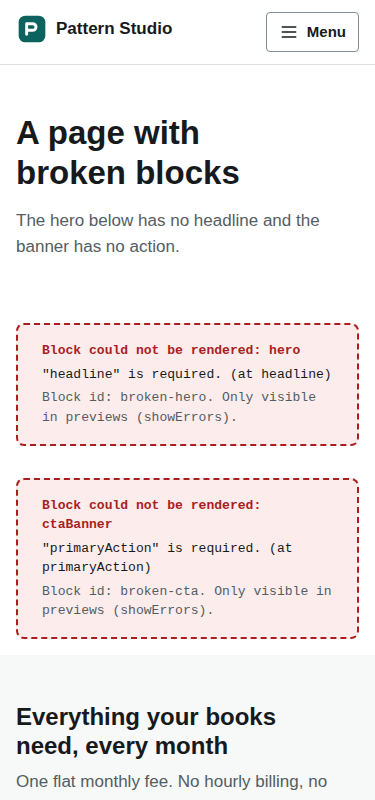 Pattern Studio
Menu
A page with
broken blocks
The hero below has no headline and the
banner has no action.
Block could not be rendered: hero
"headline" is required. (at headline)
Block id: broken-hero. Only visible
in previews (showErrors).
Block could not be rendered:
ctaBanner
"primaryAction" is required. (at
primaryAction)
Block id: broken-cta. Only visible in
previews (showErrors).
Everything your books
need, every month
One flat monthly fee. No hourly billing, no